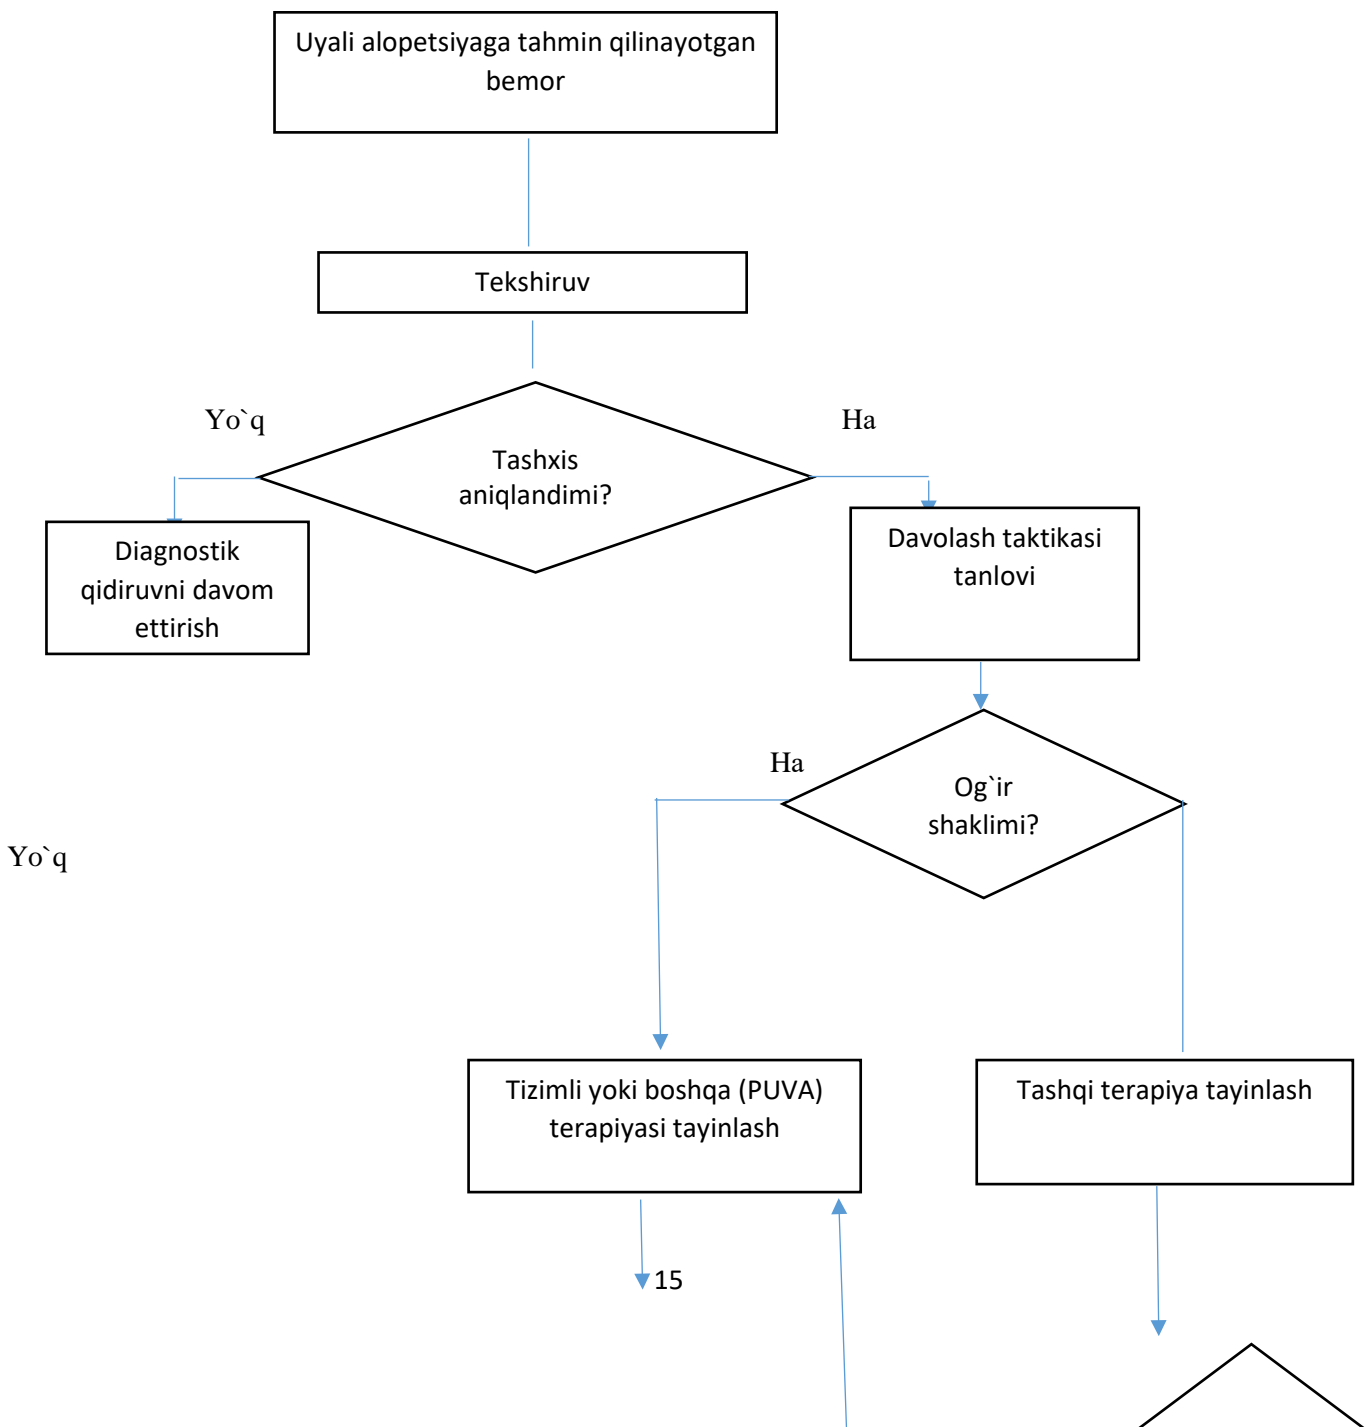 Uyali alopetsiyaga tahmin qilinayotgan
bemor
Tekshiruv
Yo`q
Ha
Tashxis
aniqlandimi?
Diagnostik
qidiruvni davom
ettirish
Davolash taktikasi
tanlovi
Ha
Og`ir
shaklimi?
Yo`q
Tizimli yoki boshqa (PUVA)
terapiyasi tayinlash
Tashqi terapiya tayinlash
15